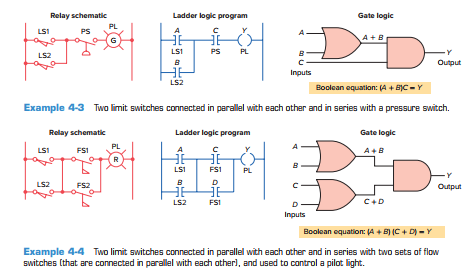 Relay schematic
Ladder logic program
Gate logic
LS1
PS
PL
G
LS2
A
C
Y
LS1
PS
PL
B
LS2
A
B
C
Inputs
A + B
Y
Output
Boolean equation: (A + B)C = Y
Example 4-3 Two limit switches connected in parallel with each other and in series with a pressure switch.
Relay schematic
Ladder logic program
Gate logic
LS1
FS1
PL
R
LS2
FS2
A
C
Y
LS1
FS1
PL
B
D
LS2
FS1
A
B
C
D
Inputs
A + B
C + D
Y
Output
Boolean equation: (A + B) (C + D) = Y
Example 4-4 Two limit switches connected in parallel with each other and in series with two sets of flow
switches (that are connected in parallel with each other), and used to control a pilot light.